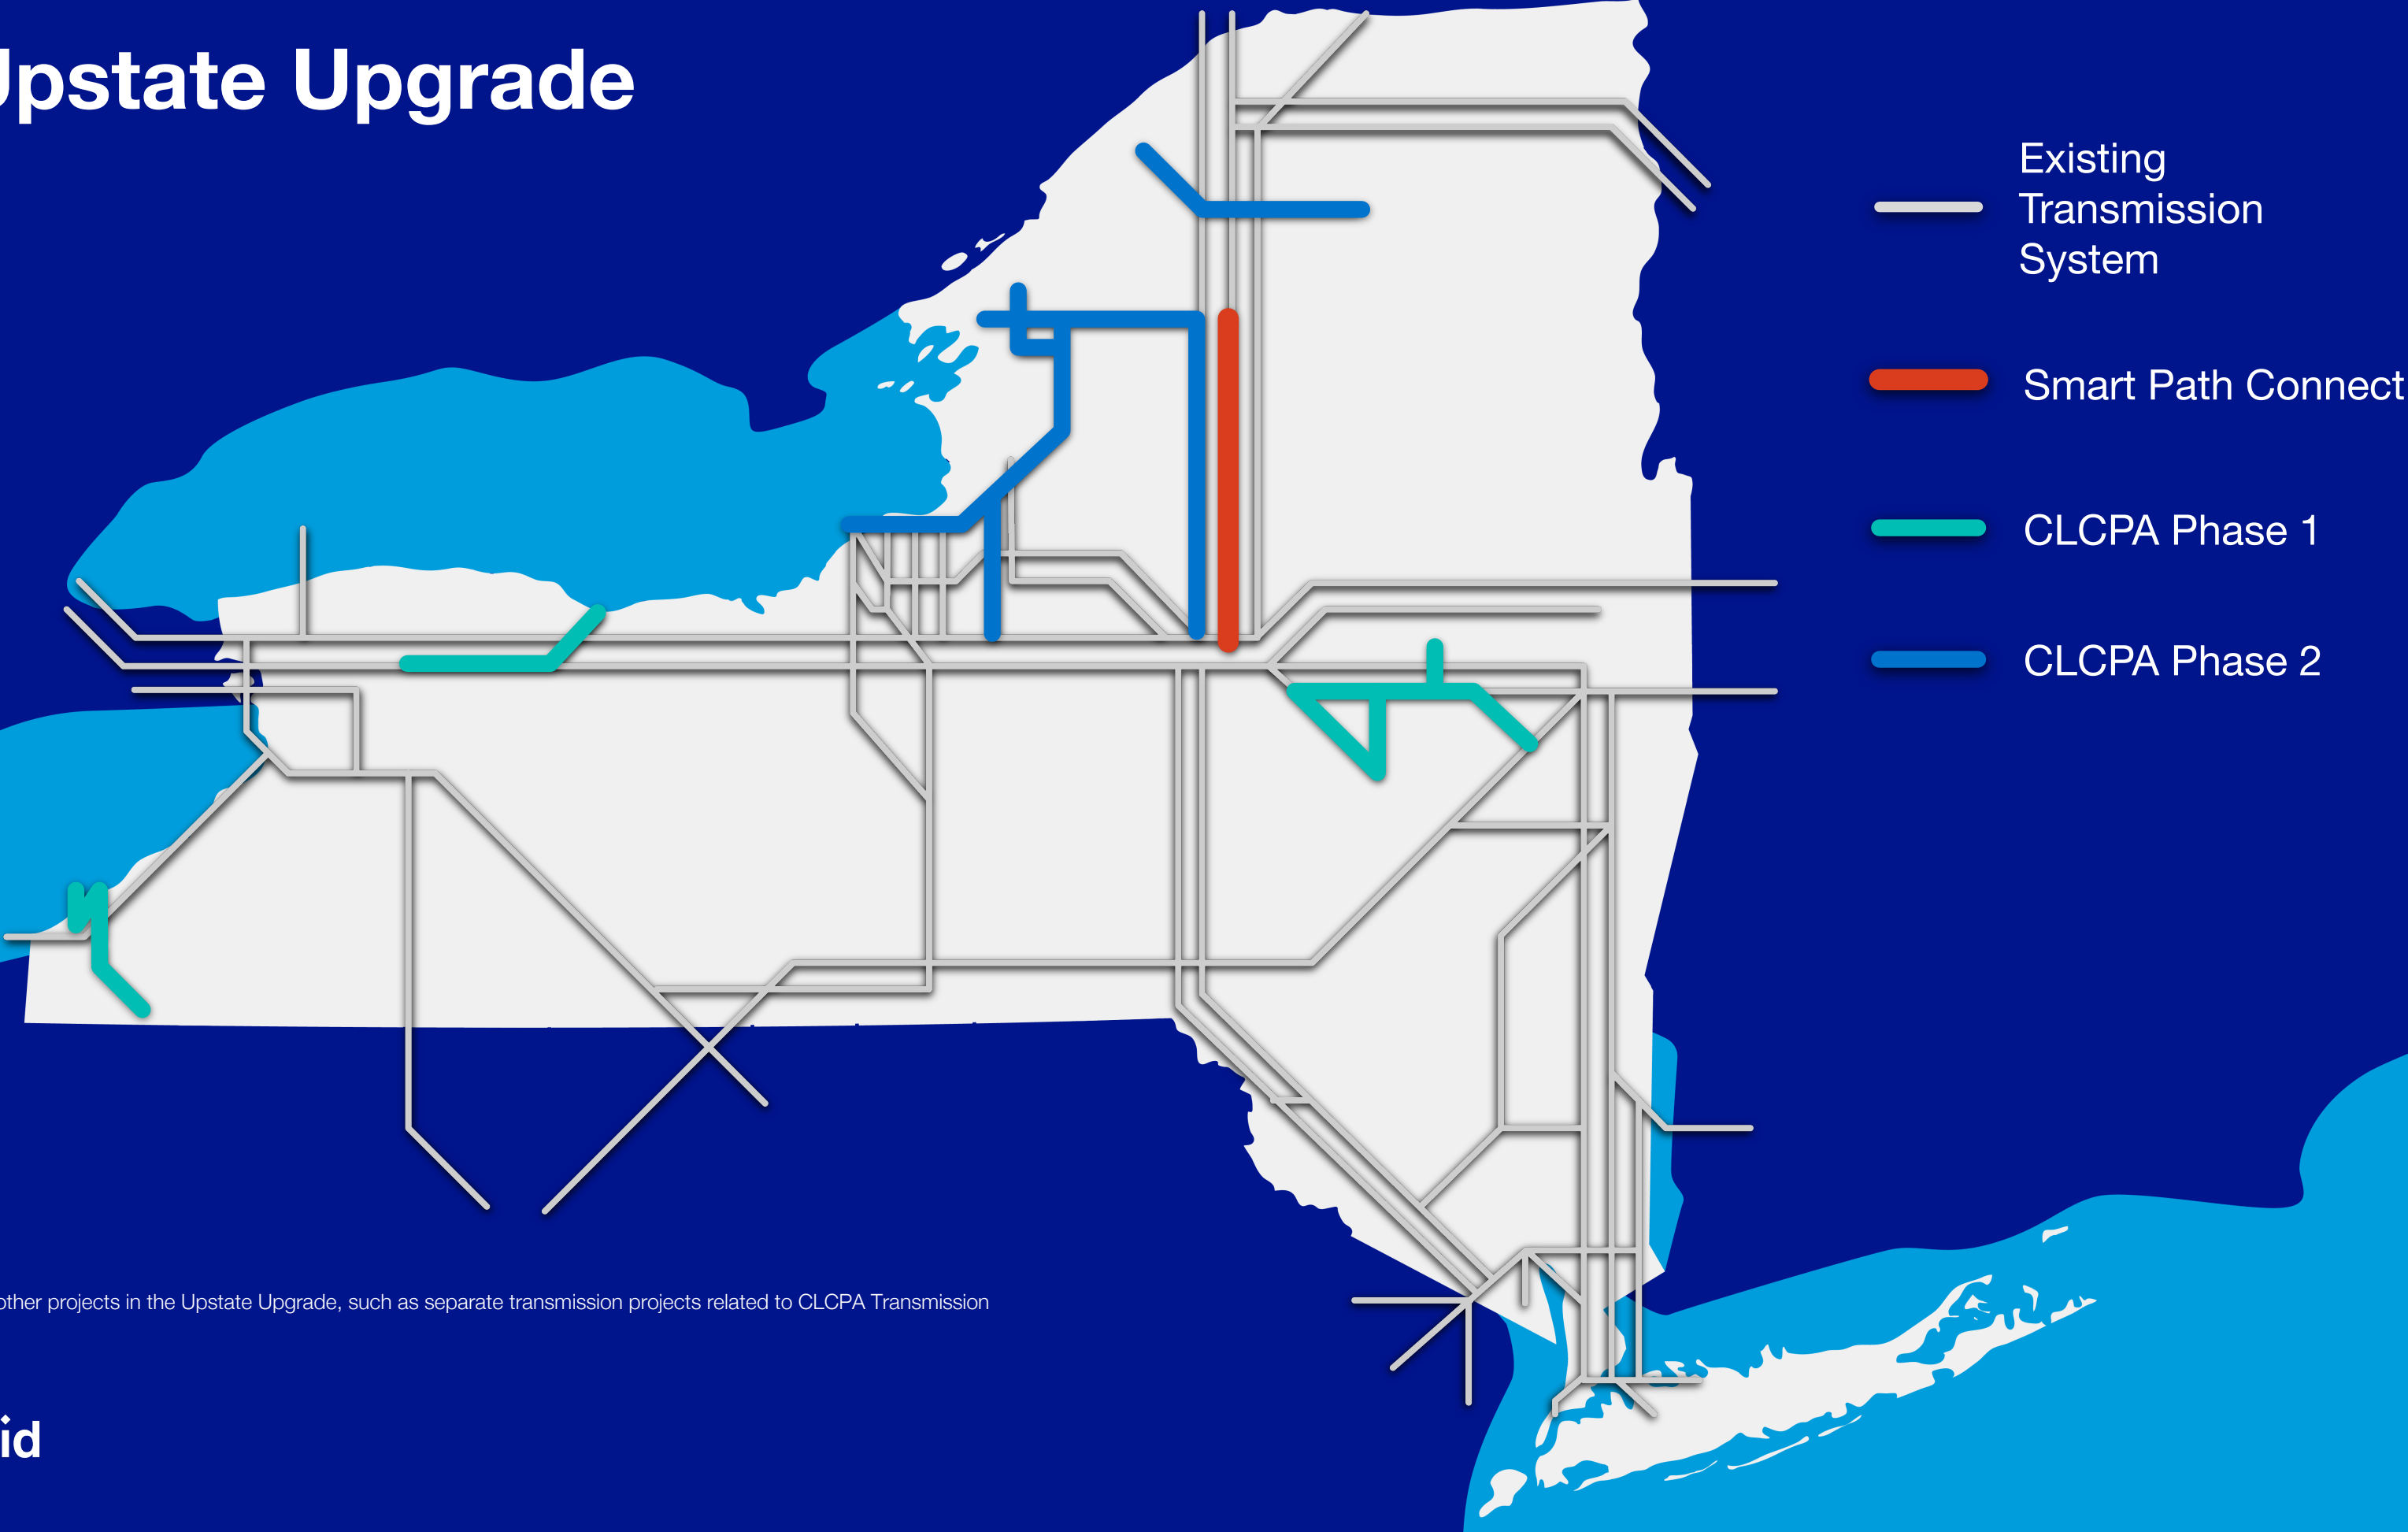 Upstate Upgrade
Existing
Transmission
System
Smart Path Connect
CLCPA Phase 1
CLCPA Phase 2
other projects in the Upstate Upgrade, such as separate transmission projects related to CLCPA Transmission
id